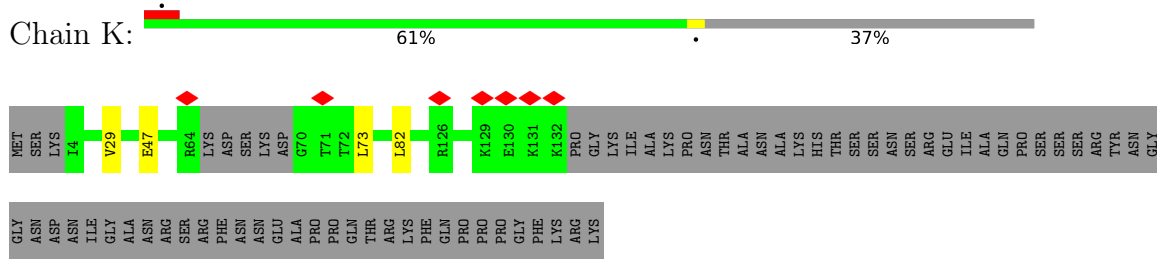 Chain K:
61% 37%
MET SER LYS I4 V29 E47 R64 LYS ASP SER LYS ASP G70 T71 T72 L73 L82 R126 K129 E130 K131 K132 PRO GLY LYS ILE ALA LYS PRO ASN THR ALA ASN ALA LYS HIS THR SER SER ASN SER ARG GLU ILE ALA GLN PRO SER SER SER ARG TYR ASN GLY
GLY ASN ASP ASN ILE GLY ALA ASN ARG SER ARG PHE ASN ASN GLU ALA PRO PRO GLN THR ARG LYS PHE GLN PRO PRO PRO GLY PHE LYS ARG LYS